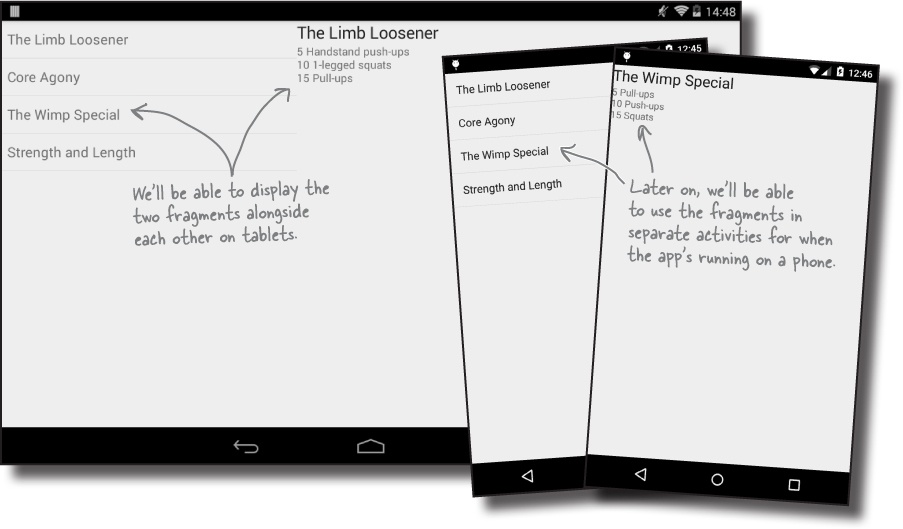 14:48
The Limb Loosener
Core Agony
The Wimp Special
Strength and Length
The Limb Loosener
5 Handstand push-ups
10 1-legged squats
15 Pull-ups
We'll be able to display the
two fragments alongside
each other on tablets.
12:45
The Limb Loosener
Core Agony
The Wimp Special
Strength and Length
12:46
The Wimp Special
5 Pull-ups
10 Push-ups
15 Squats
Later on, we'll be able
to use the fragments in
separate activities for when
the app's running on a phone.